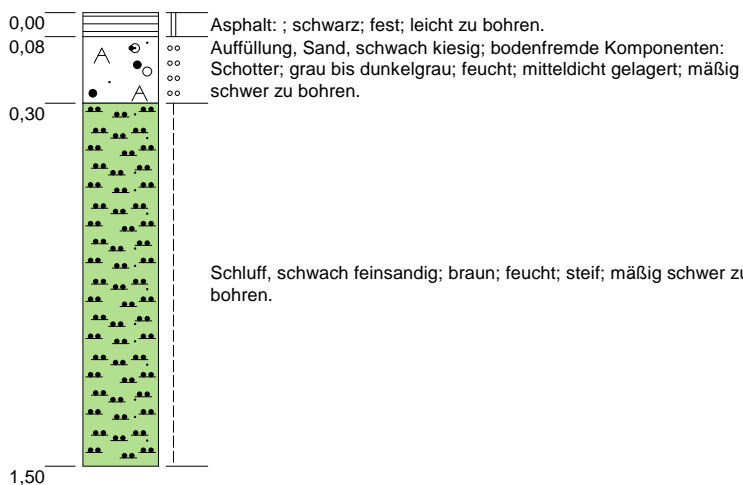 0,00
Asphalt: ; schwarz; fest; leicht zu bohren.
0,08
Auffüllung, Sand, schwach kiesig; bodenfremde Komponenten:
Schotter; grau bis dunkelgrau; feucht; mitteldicht gelagert; mäßig
schwer zu bohren.
0,30
Schluff, schwach feinsandig; braun; feucht; steif; mäßig schwer zu
bohren.
1,50